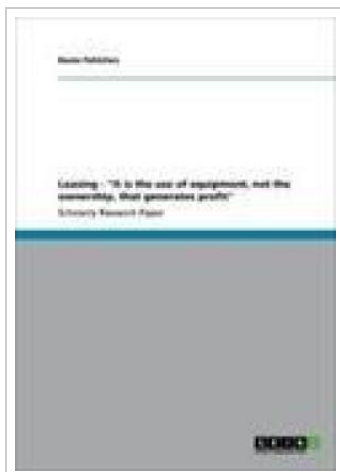 Leasing - "It is the use of equipment, not the
ownership, that generates profit"
Scholarly Research Paper